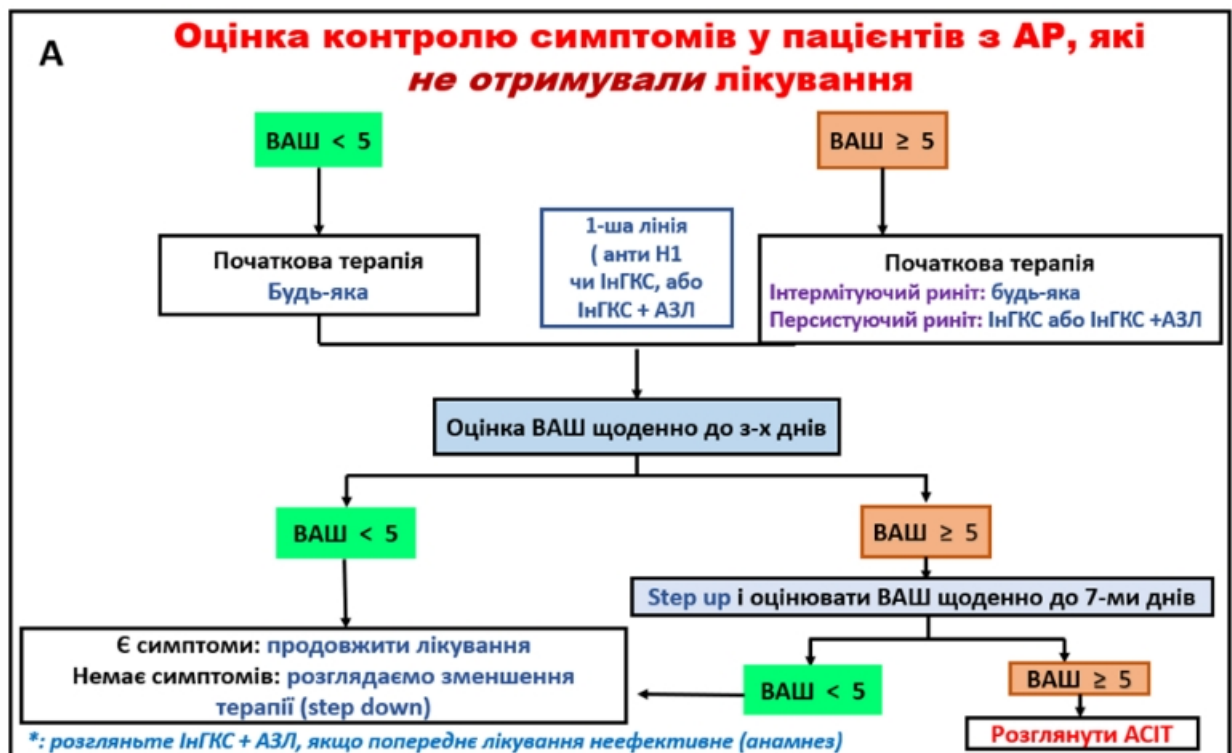 А
Оцінка контролю симптомів у пацієнтів з АР, які
не отримували лікування
ВАШ < 5
ВАШ ≥ 5
Початкова терапія
Будь-яка
1-ша лінія
( анти Н1
чи ІнГКС, або
ІнГКС + АЗЛ
Початкова терапія
Інтермітуючий риніт: будь-яка
Персистуючий риніт: ІнГКС або ІнГКС +АЗЛ
Оцінка ВАШ щоденно до з-х днів
ВАШ < 5
ВАШ ≥ 5
Step up і оцінювати ВАШ щоденно до 7-ми днів
Є симптоми: продовжити лікування
Немає симптомів: розглядаємо зменшення
терапії (step down)
ВАШ < 5
ВАШ ≥ 5
Розглянути АСІТ
*: розгляньте ІнГКС + АЗЛ, якщо попереднє лікування неефективне (анамнез)